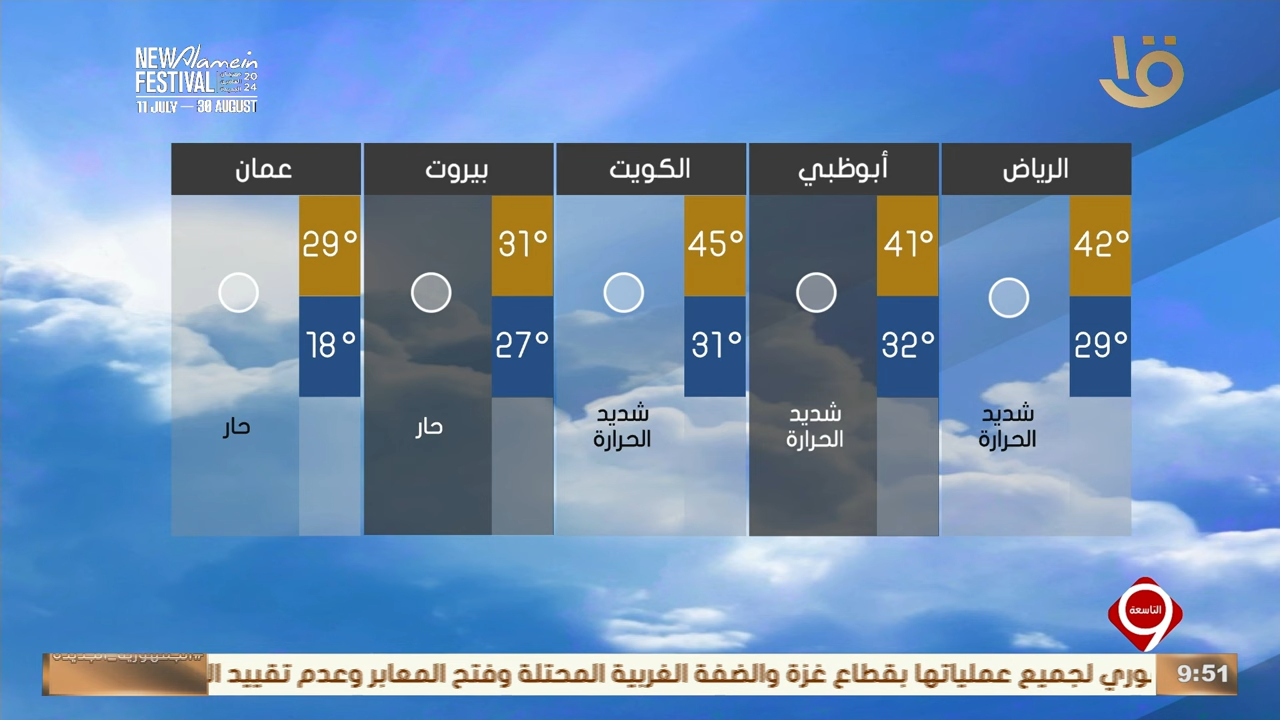 NEW Alamein
FESTIVAL 20 24
11 JULY — 30 AUGUST
الرياض
42°
29°
شديد
الحرارة
أبوظبي
41°
32°
شديد
الحرارة
الكويت
45°
31°
شديد
الحرارة
بيروت
31°
27°
حار
عمان
29°
18°
حار
التاسعة
9
9:51
وري لجميع عملياتها بقطاع غزة والضفة الغربية المحتلة وفتح المعابر وعدم تقييد ال